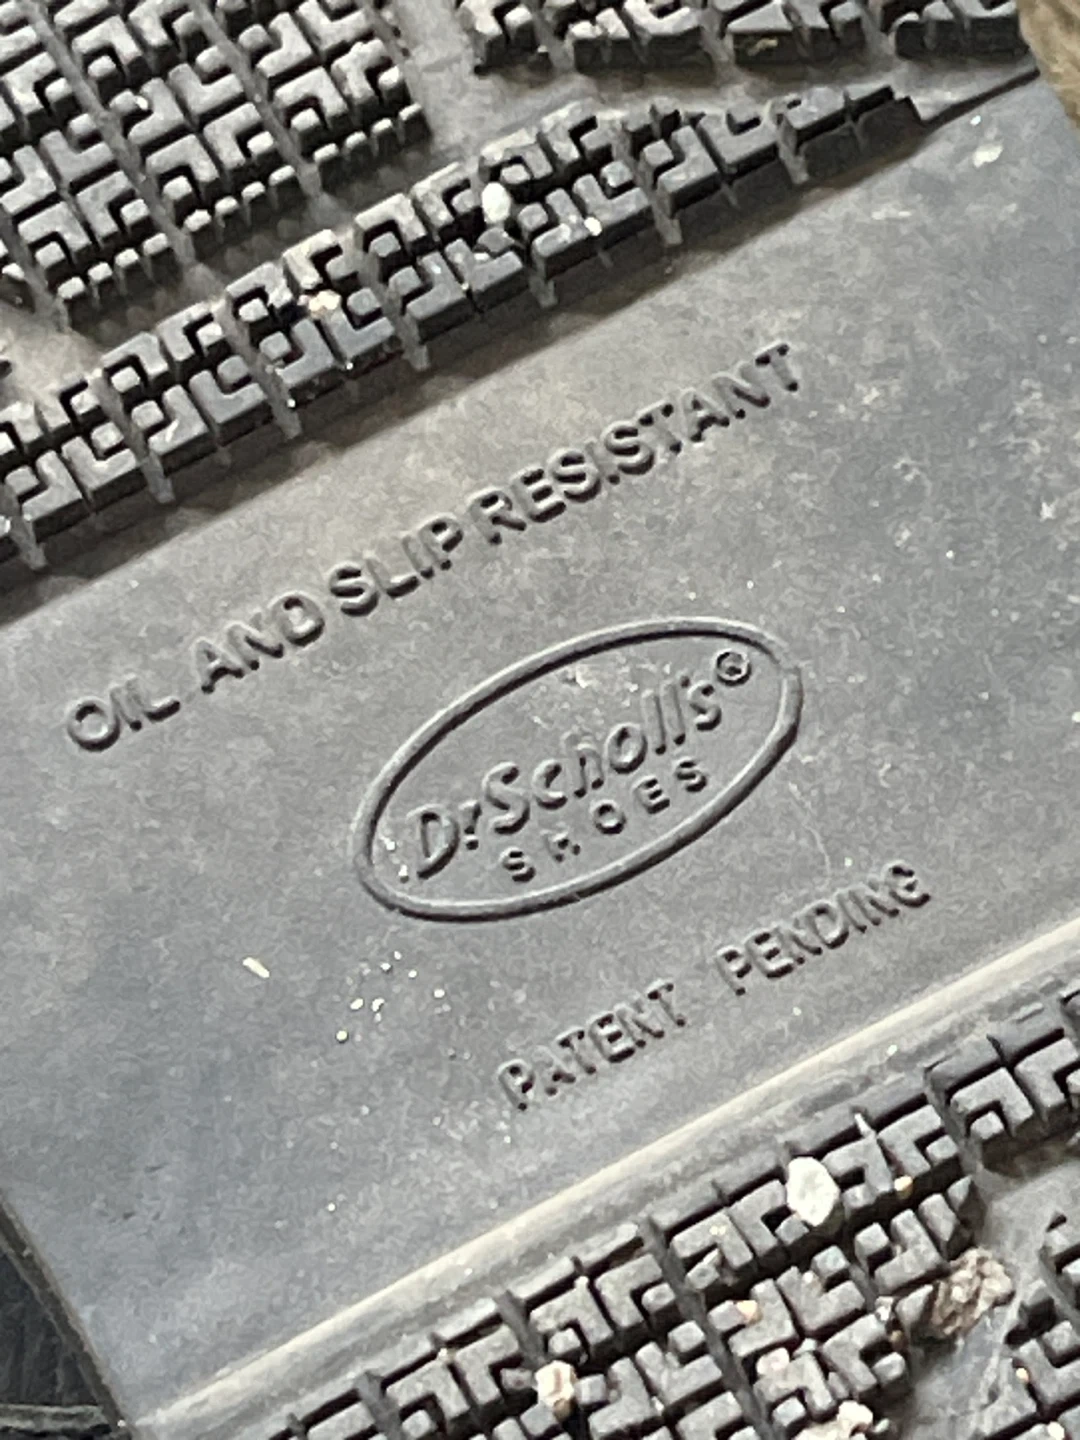 OIL AND SLIP RESISTANT
Dr Scholl's®
SHOES
PATENT PENDING